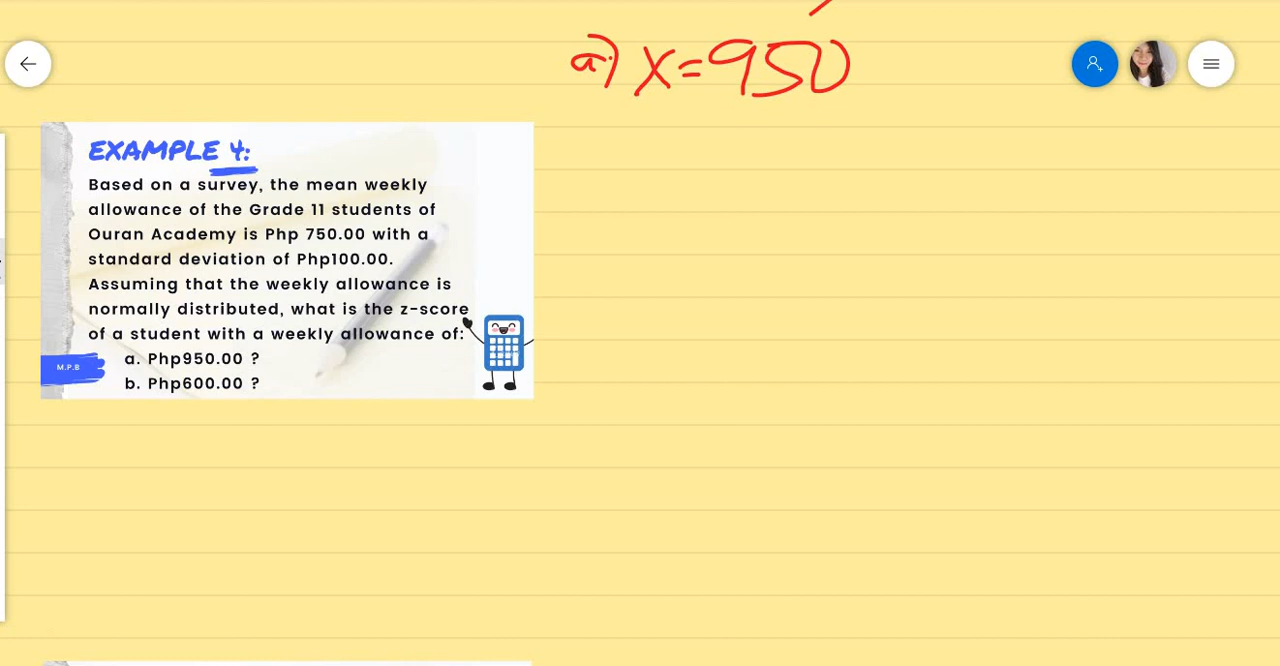 a) X=950
EXAMPLE 4:
Based on a survey, the mean weekly
allowance of the Grade 11 students of
Ouran Academy is Php 750.00 with a
standard deviation of Php100.00.
Assuming that the weekly allowance is
normally distributed, what is the z-score
of a student with a weekly allowance of:
a. Php950.00 ?
M.P.B
b. Php600.00 ?